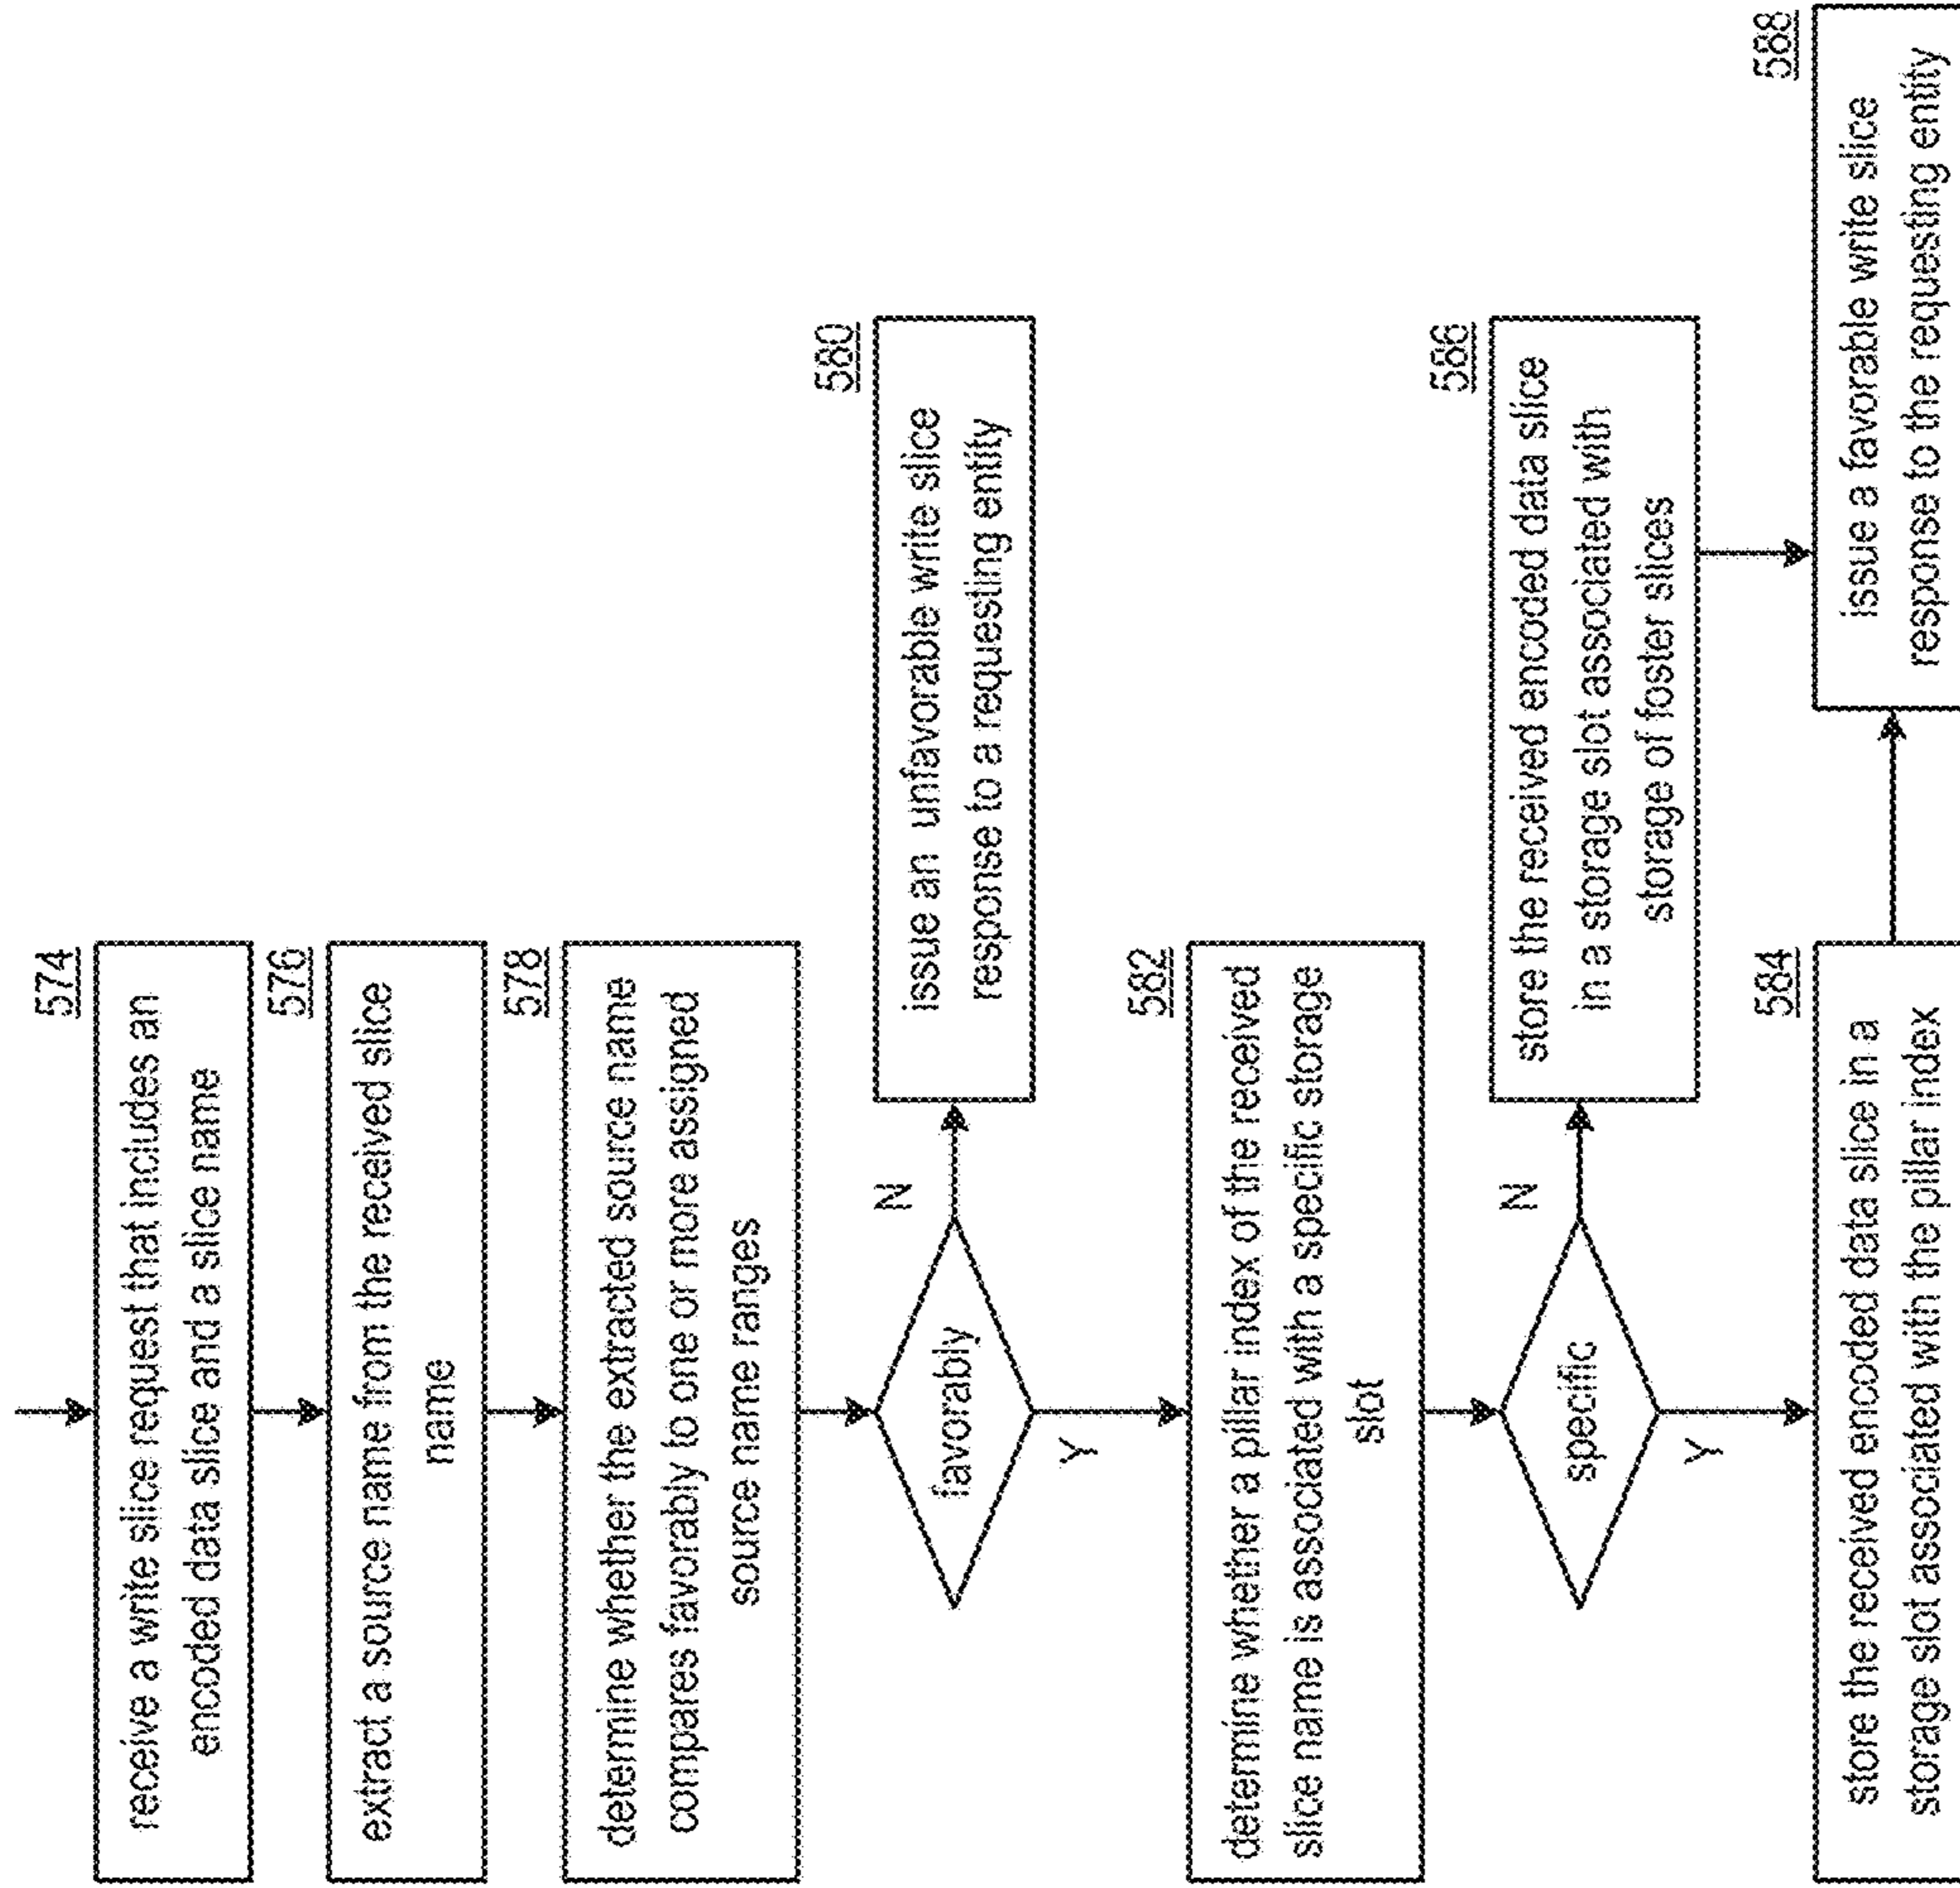 574
receive a write slice request that includes an
encoded data slice and a slice name
576
extract a source name from the received slice
name
578
determine whether the extracted source name
compares favorably to one or more assigned
source name ranges
favorably
N
Y
580
issue an unfavorable write slice
response to a requesting entity
582
determine whether a pillar index of the received
slice name is associated with a specific storage
slot
specific
N
Y
586
store the received encoded data slice
in a storage slot associated with
storage of foster slices
584
store the received encoded data slice in a
storage slot associated with the pillar index
588
issue a favorable write slice
response to the requesting entity